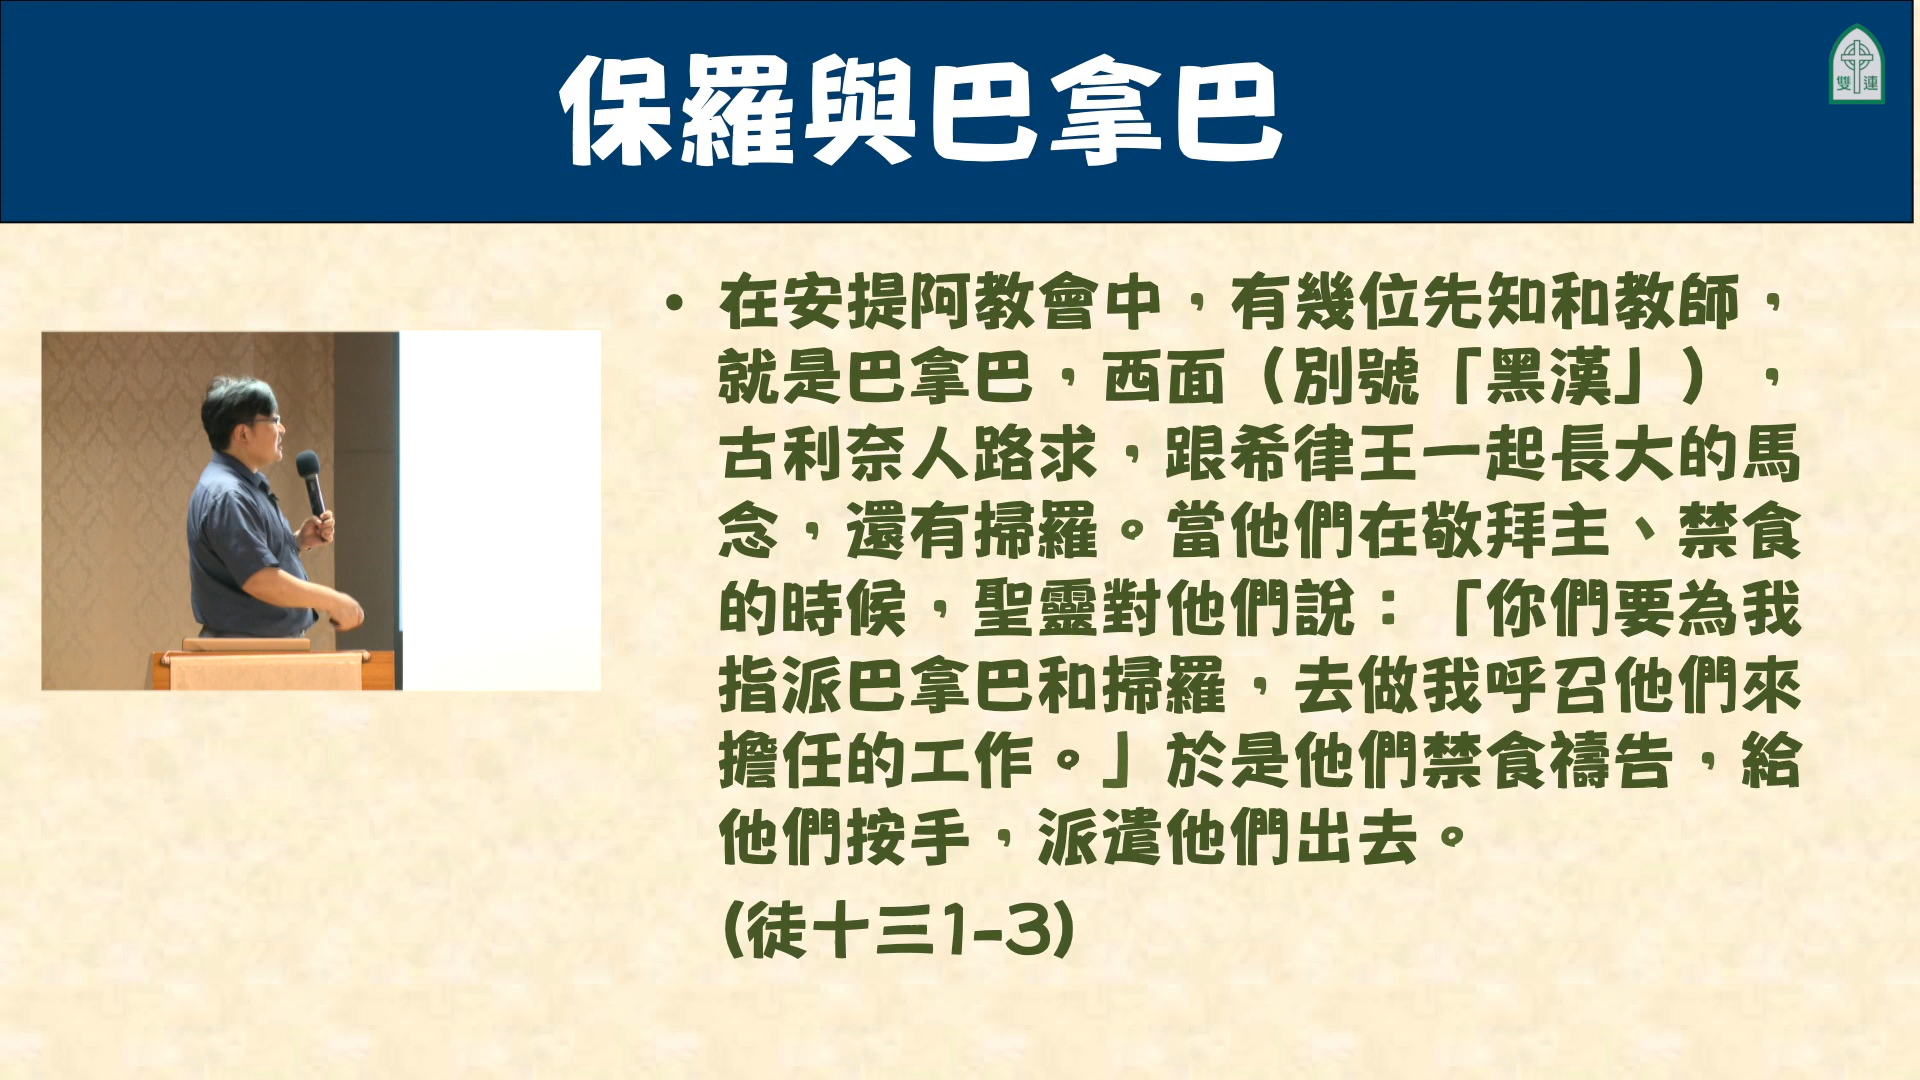 保羅與巴拿巴
雙連
• 在安提阿教會中，有幾位先知和教師，
就是巴拿巴，西面（別號「黑漢」），
古利奈人路求，跟希律王一起長大的馬
念，還有掃羅。當他們在敬拜主、禁食
的時候，聖靈對他們說：「你們要為我
指派巴拿巴和掃羅，去做我呼召他們來
擔任的工作。」於是他們禁食禱告，給
他們按手，派遣他們出去。
(徒十三1-3)